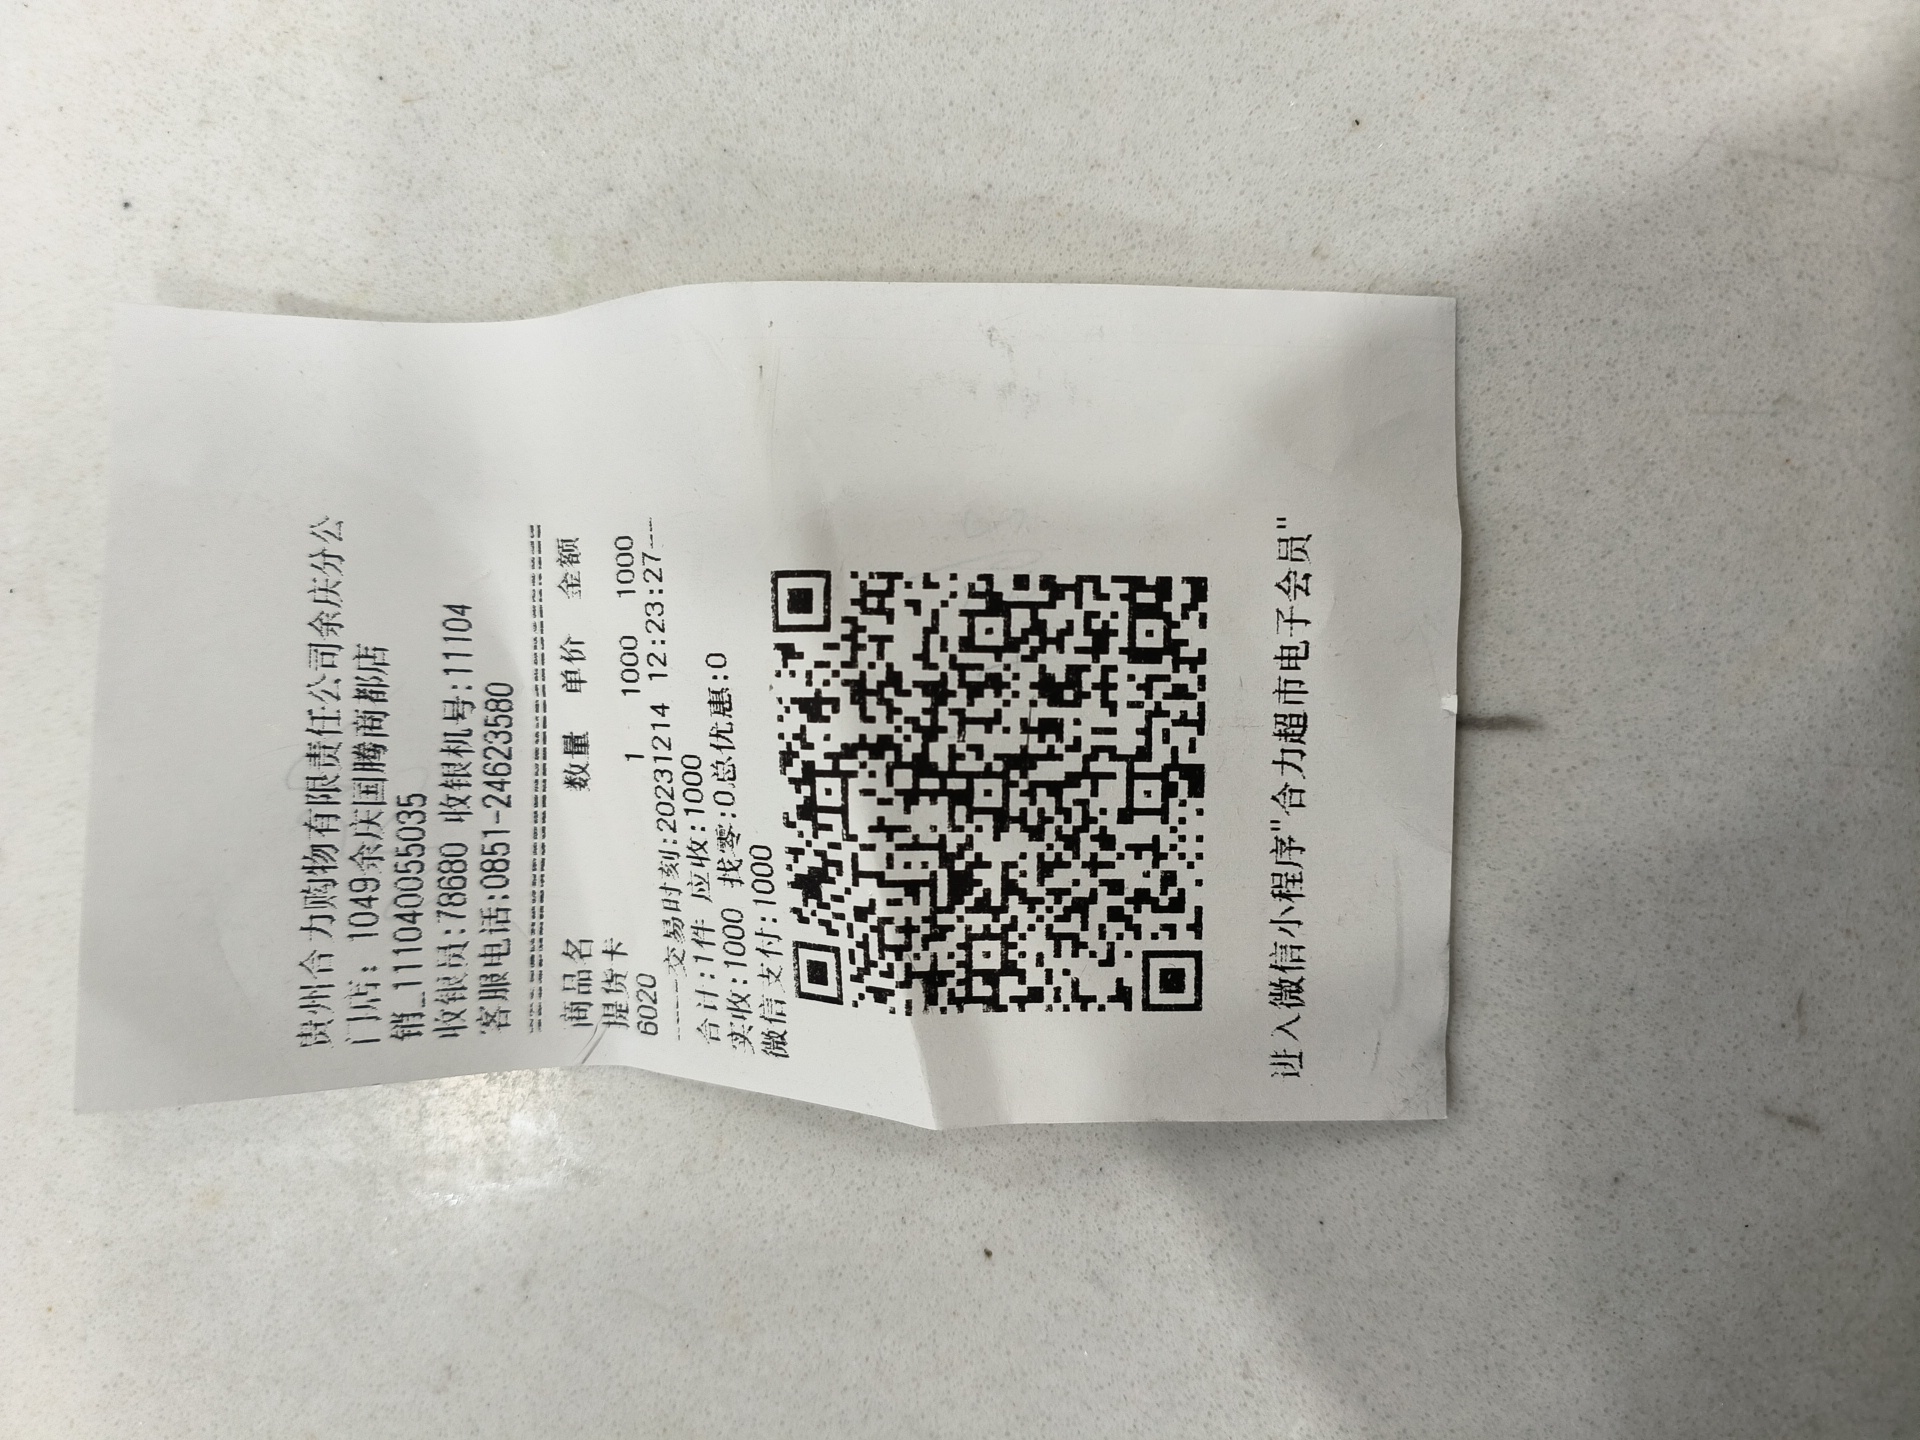 贵州合力购物有限责任公司余庆分公
门店: 1049余庆国腾商都店
销_111040055035
收银员:78680 收银机号:11104
客服电话:0851-24623580
商品名 数量 单价 金额
提货卡
6020 1 1000 1000
----交易时刻:20231214 12:23:27---
合计:1件 应收:1000
实收:1000 找零:0总优惠:0
微信支付:1000
进入微信小程序"合力超市电子会员"